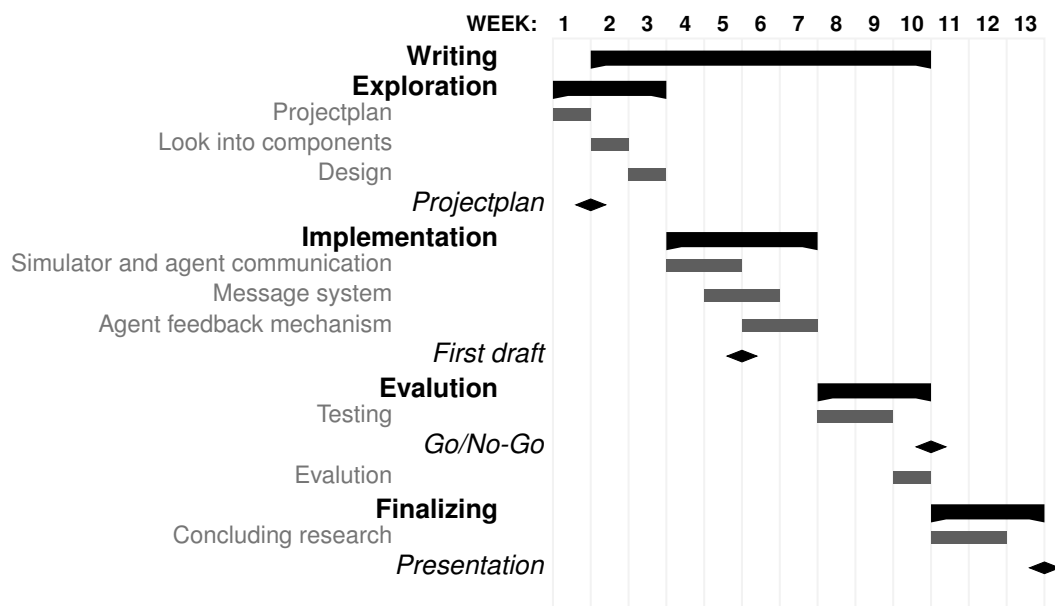 WEEK: 1 2 3 4 5 6 7 8 9 10 11 12 13
Writing
Exploration
Projectplan
Look into components
Design
Projectplan
Implementation
Simulator and agent communication
Message system
Agent feedback mechanism
First draft
Evalution
Testing
Go/No-Go
Evalution
Finalizing
Concluding research
Presentation